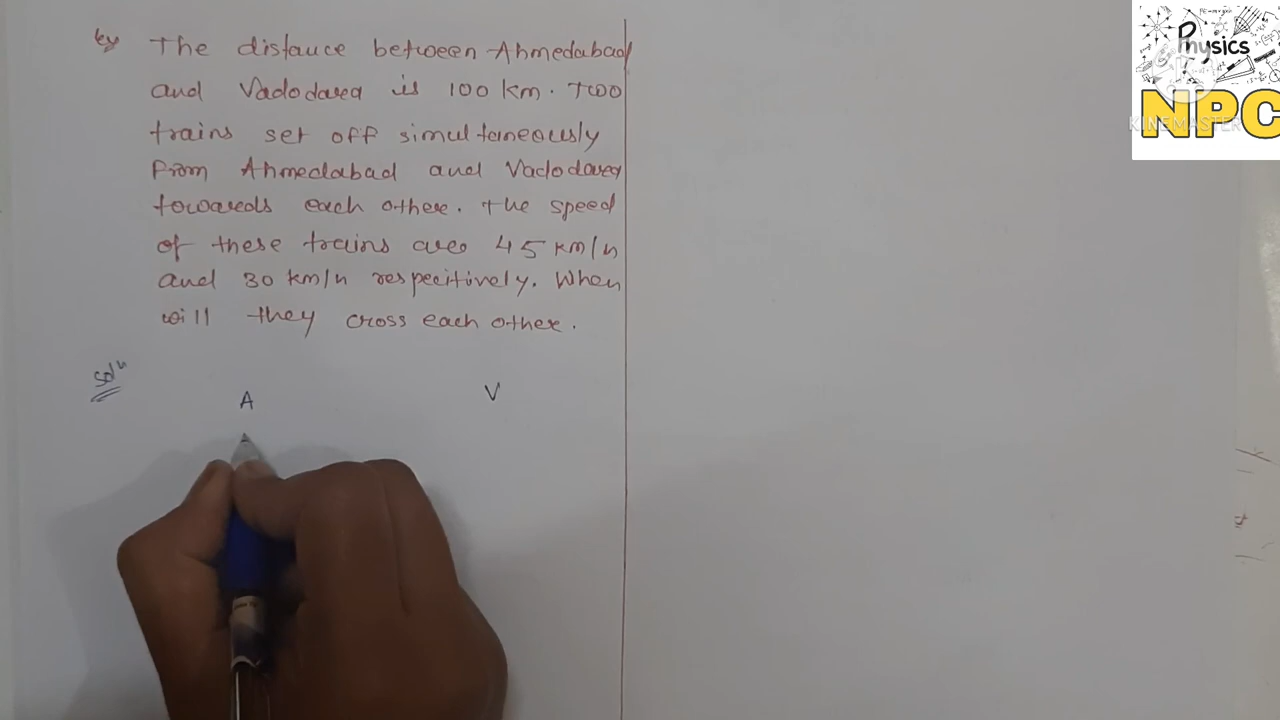 Ex The distance between Ahmedabad
and Vadodara is 100 km. Two
trains set off simultaneously
from Ahmedabad and Vadodara
towards each other. The speed
of these trains are 45 km/h
and 30 km/h respectively. When
will they cross each other.
Solⁿ
A V
Physics
NPC
KINEMASTER